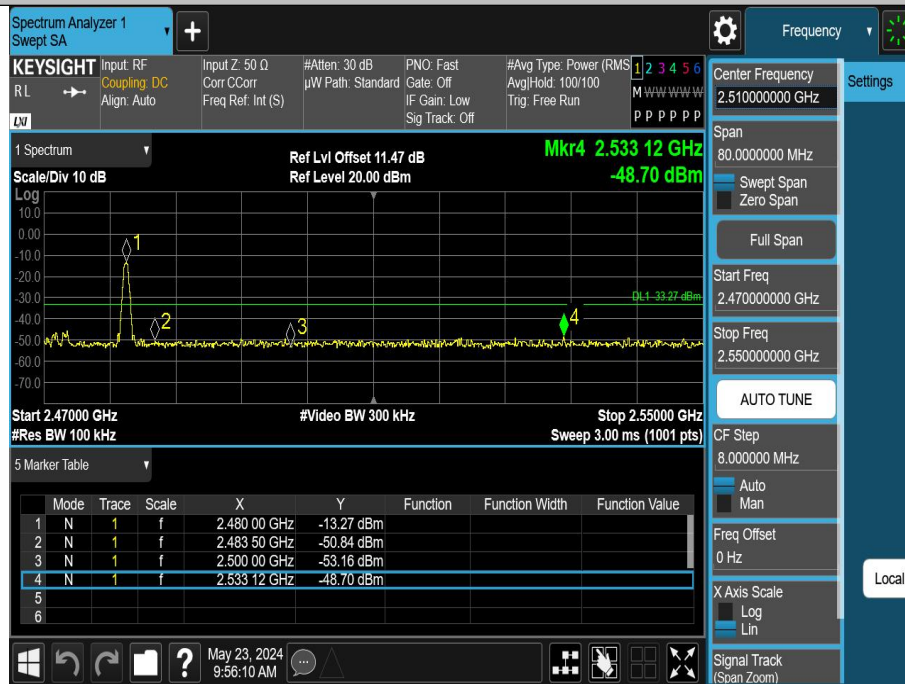 Spectrum Analyzer 1
Swept SA
+
Frequency
KEYSIGHT
RL
LXI
Input: RF
Coupling: DC
Align: Auto
Input Z: 50 Ω
Corr CCorr
Freq Ref: Int (S)
#Atten: 30 dB
µW Path: Standard
PNO: Fast
Gate: Off
IF Gain: Low
Sig Track: Off
#Avg Type: Power (RMS
Avg|Hold: 100/100
Trig: Free Run
1 2 3 4 5 6
M W W W W W
P P P P P P
1 Spectrum
Scale/Div 10 dB
Log
Ref Lvl Offset 11.47 dB
Ref Level 20.00 dBm
Mkr4 2.533 12 GHz
-48.70 dBm
10.0
0.00
-10.0
-20.0
-30.0
-40.0
-50.0
-60.0
-70.0
1
2
3
4
DL1 -33.27 dBm
Start 2.47000 GHz
#Res BW 100 kHz
#Video BW 300 kHz
Stop 2.55000 GHz
Sweep 3.00 ms (1001 pts)
5 Marker Table
Mode Trace Scale X Y Function Function Width Function Value
1 N 1 f 2.480 00 GHz -13.27 dBm
2 N 1 f 2.483 50 GHz -50.84 dBm
3 N 1 f 2.500 00 GHz -53.16 dBm
4 N 1 f 2.533 12 GHz -48.70 dBm
5
6
?
May 23, 2024
9:56:10 AM
Center Frequency
2.510000000 GHz
Span
80.0000000 MHz
Swept Span
Zero Span
Full Span
Start Freq
2.470000000 GHz
Stop Freq
2.550000000 GHz
AUTO TUNE
CF Step
8.000000 MHz
Auto
Man
Freq Offset
0 Hz
X Axis Scale
Log
Lin
Signal Track
(Span Zoom)
Settings
Local